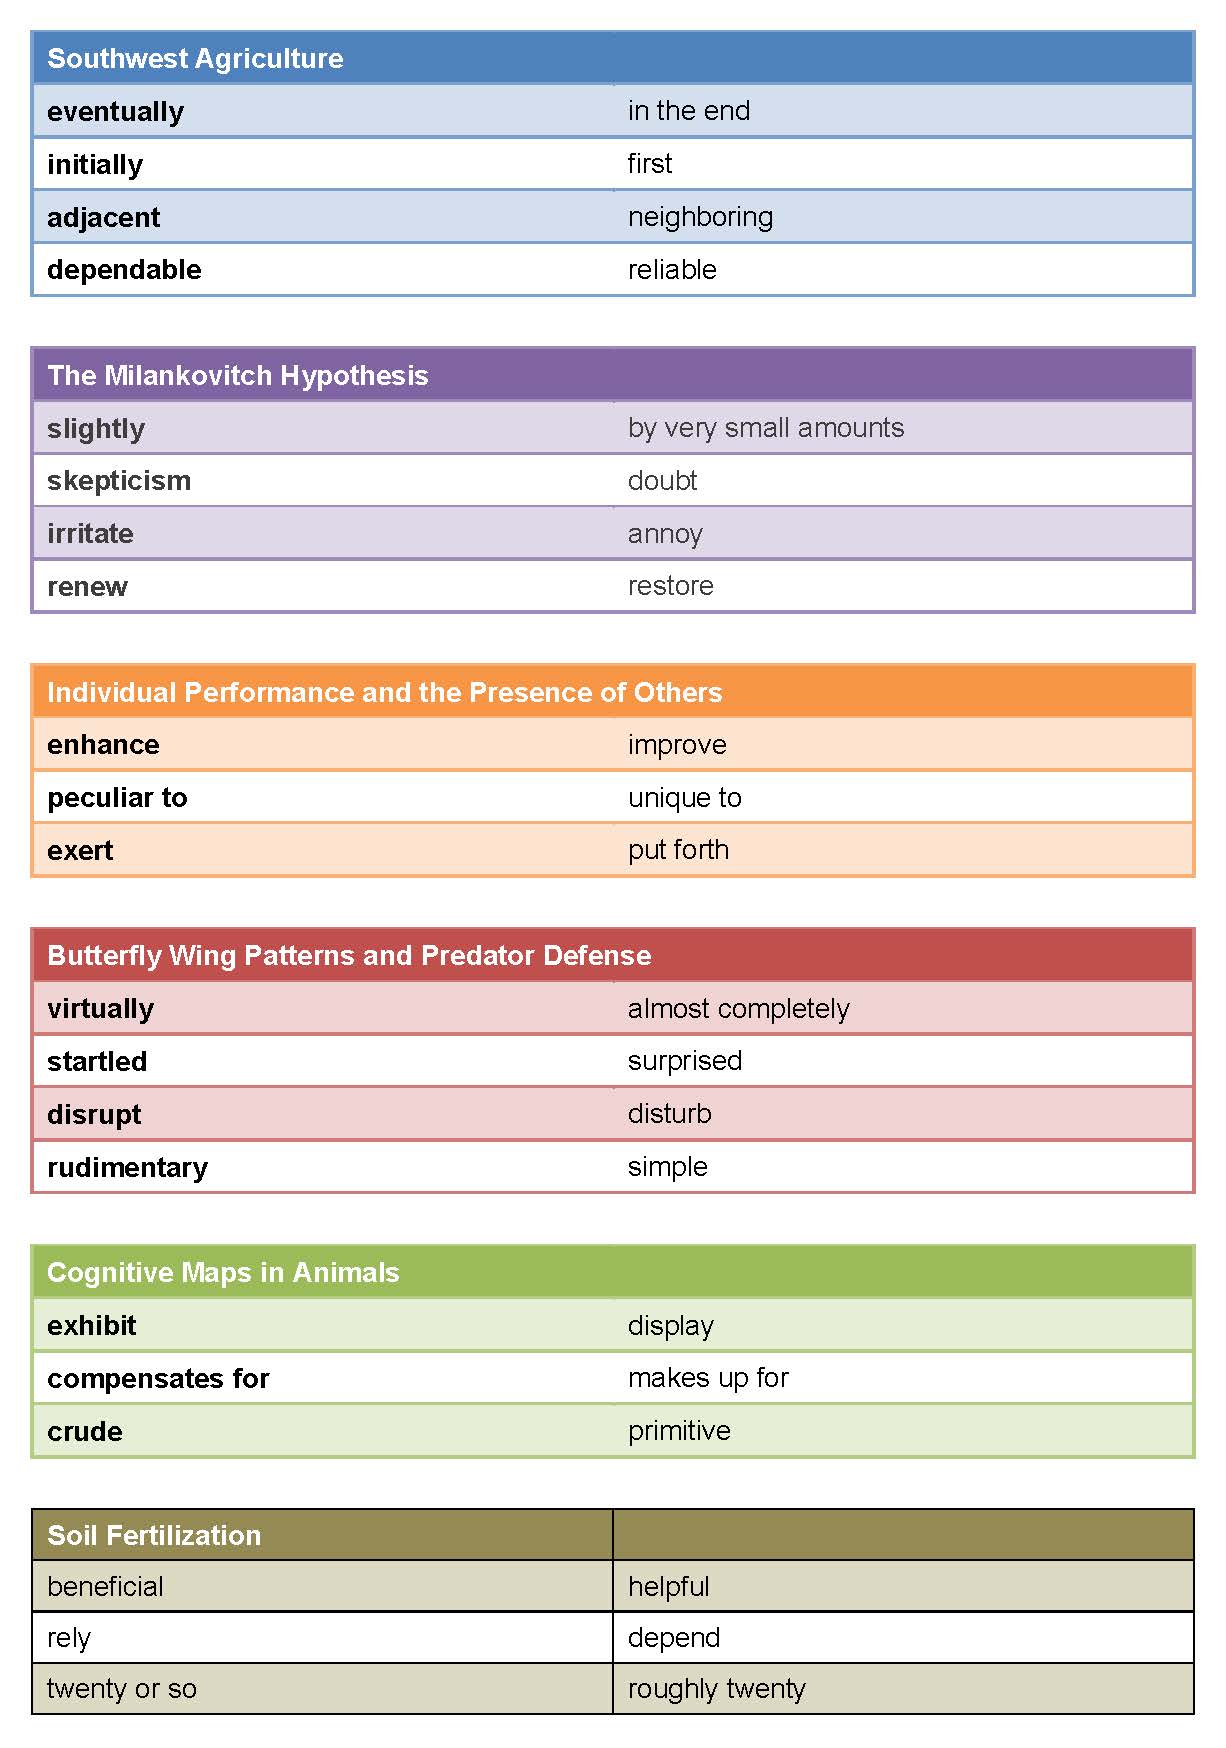 Southwest Agriculture
eventually in the end
initially first
adjacent neighboring
dependable reliable
The Milankovitch Hypothesis
slightly by very small amounts
skepticism doubt
irritate annoy
renew restore
Individual Performance and the Presence of Others
enhance improve
peculiar to unique to
exert put forth
Butterfly Wing Patterns and Predator Defense
virtually almost completely
startled surprised
disrupt disturb
rudimentary simple
Cognitive Maps in Animals
exhibit display
compensates for makes up for
crude primitive
Soil Fertilization
beneficial helpful
rely depend
twenty or so roughly twenty